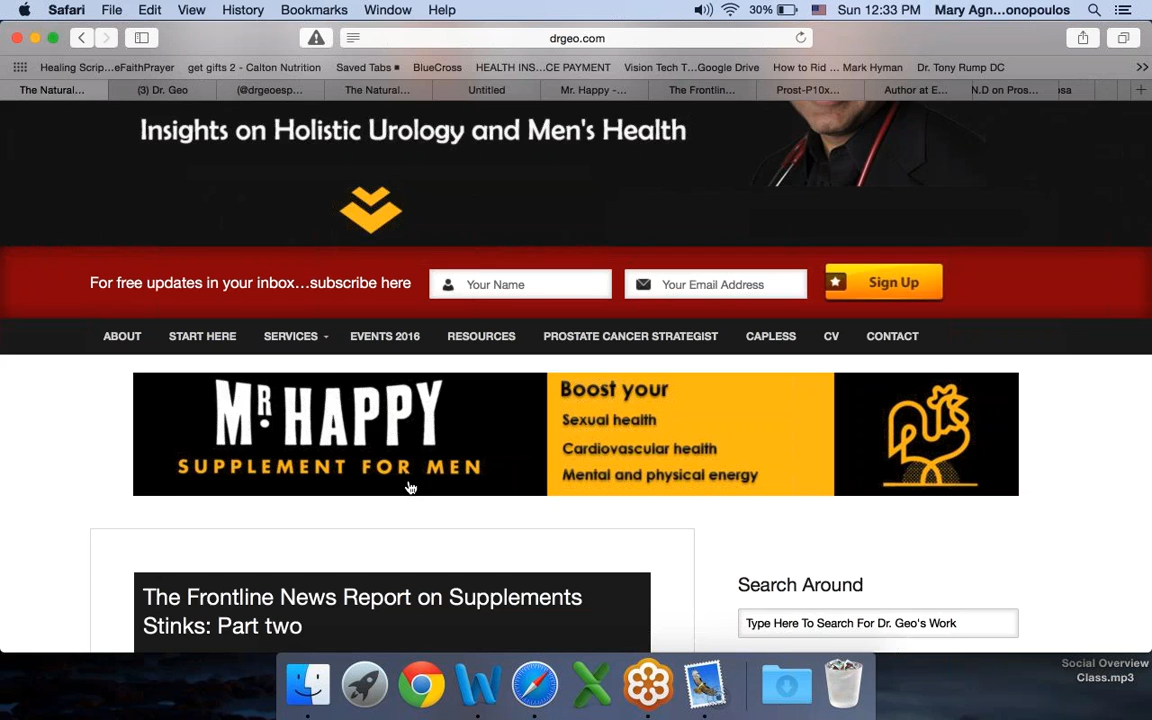 Safari File Edit View History Bookmarks Window Help 30% Sun 12:33 PM Mary Agn...onopoulos
drgeo.com
Healing Scrip...eFaithPrayer get gifts 2 - Calton Nutrition Saved Tabs BlueCross HEALTH INS...CE PAYMENT Vision Tech T...Google Drive How to Rid ... Mark Hyman Dr. Tony Rump DC
The Natural... (3) Dr. Geo (@drgeoesp... The Natural... Untitled Mr. Happy -... The Frontlin... Prost-P10x... Author at E... N.D on Pros...
Insights on Holistic Urology and Men's Health
For free updates in your inbox...subscribe here Your Name Your Email Address Sign Up
ABOUT START HERE SERVICES EVENTS 2016 RESOURCES PROSTATE CANCER STRATEGIST CAPLESS CV CONTACT
MR. HAPPY
SUPPLEMENT FOR MEN
Boost your
Sexual health
Cardiovascular health
Mental and physical energy
The Frontline News Report on Supplements
Stinks: Part two
Search Around
Type Here To Search For Dr. Geo's Work
Social Overview
Class.mp3